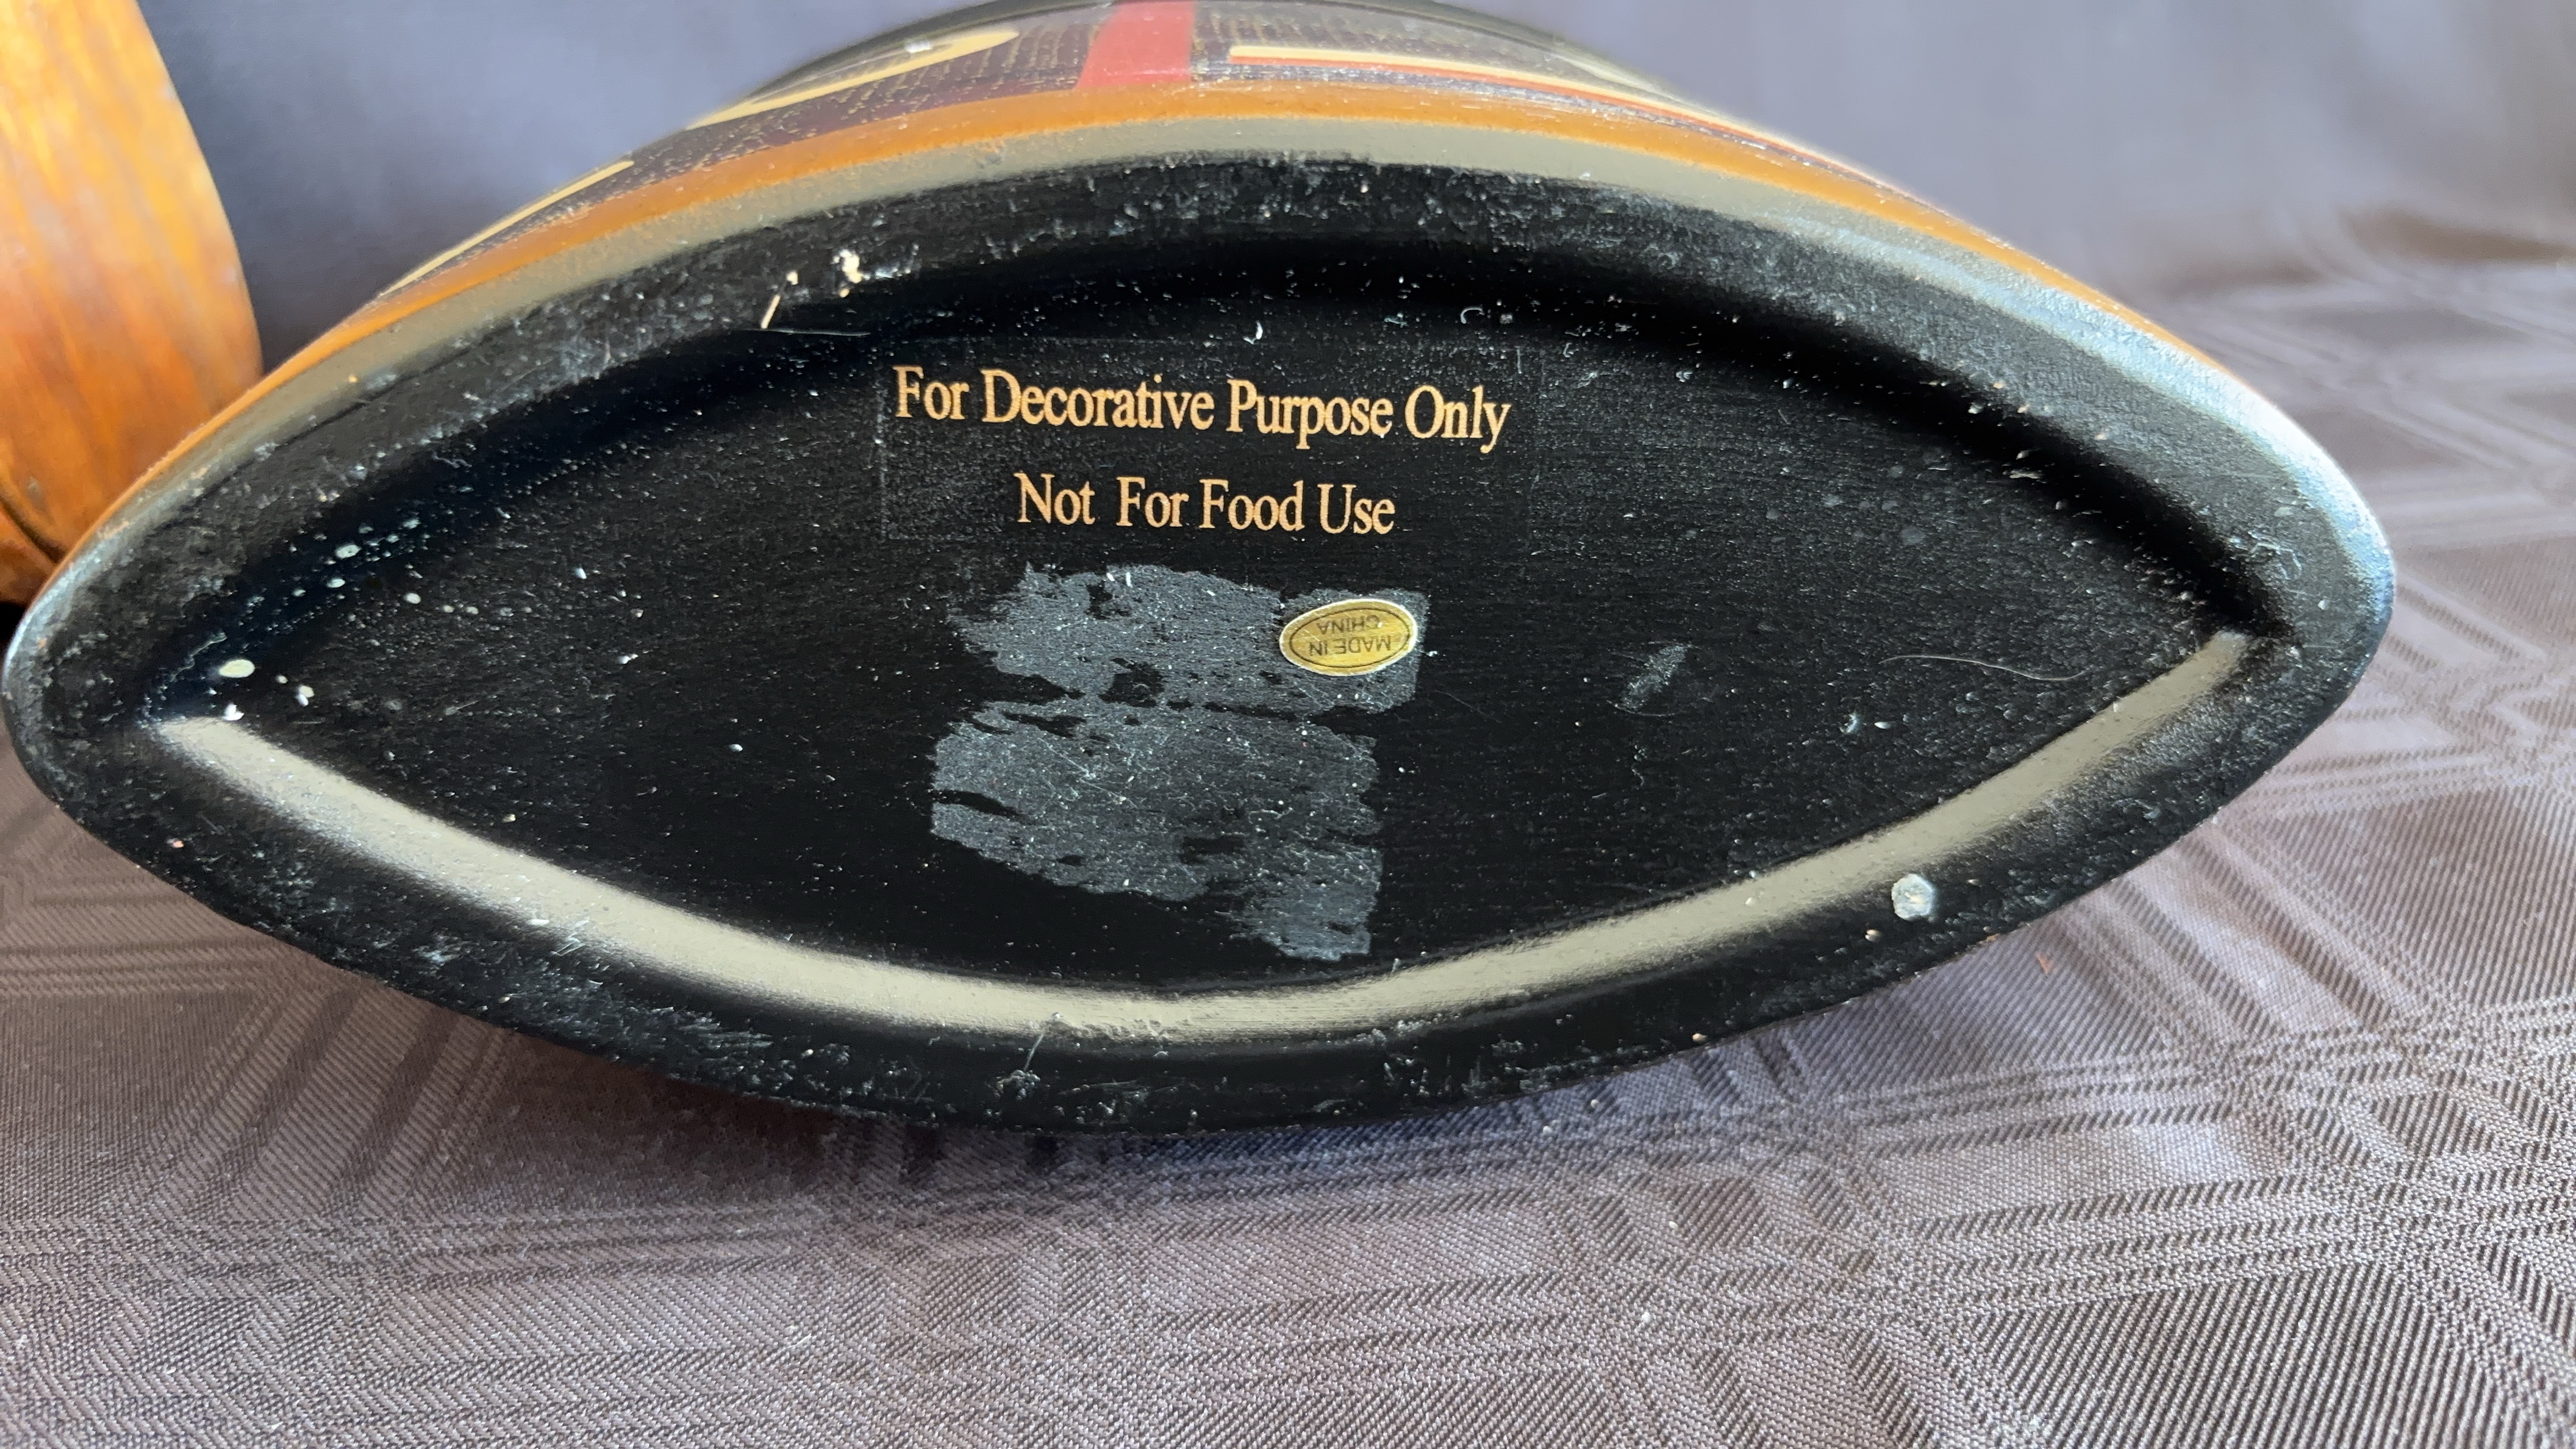 For Decorative Purpose Only
Not For Food Use
MADE IN
CHINA